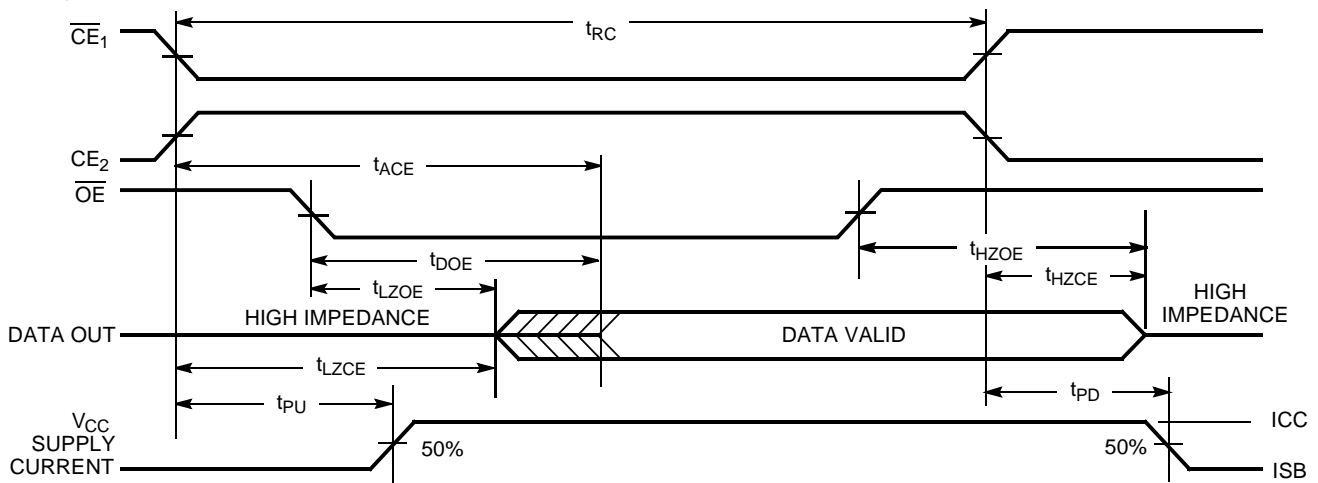 tRC
CE1
CE2
tACE
OE
tHZOE
tDOE
tHZCE
tLZOE
HIGH IMPEDANCE
HIGH
IMPEDANCE
DATA OUT
DATA VALID
tLZCE
tPU
tPD
VCC
SUPPLY
CURRENT
50%
50%
ICC
ISB